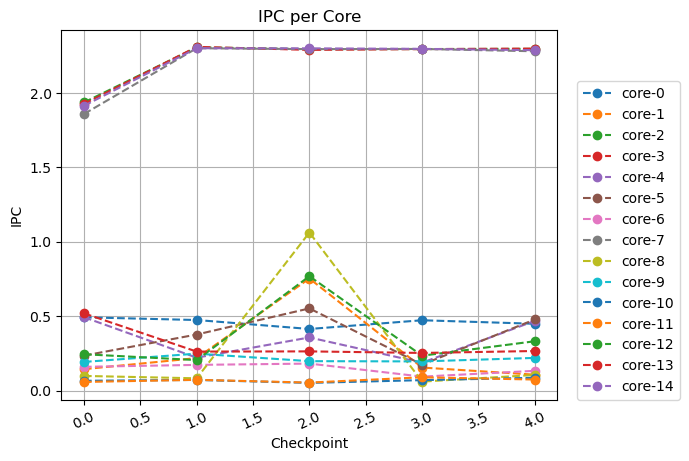 IPC per Core
IPC
2.0
1.5
1.0
0.5
0.0
0.0
0.5
1.0
1.5
2.0
2.5
3.0
3.5
4.0
Checkpoint
core-0
core-1
core-2
core-3
core-4
core-5
core-6
core-7
core-8
core-9
core-10
core-11
core-12
core-13
core-14